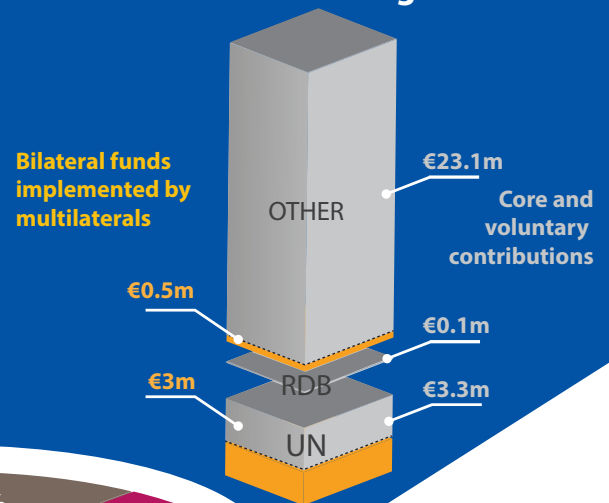 Bilateral funds
implemented by
multilaterals
OTHER
€23.1m
Core and
voluntary
contributions
€0.5m
€0.1m
RDB
€3m
€3.3m
UN